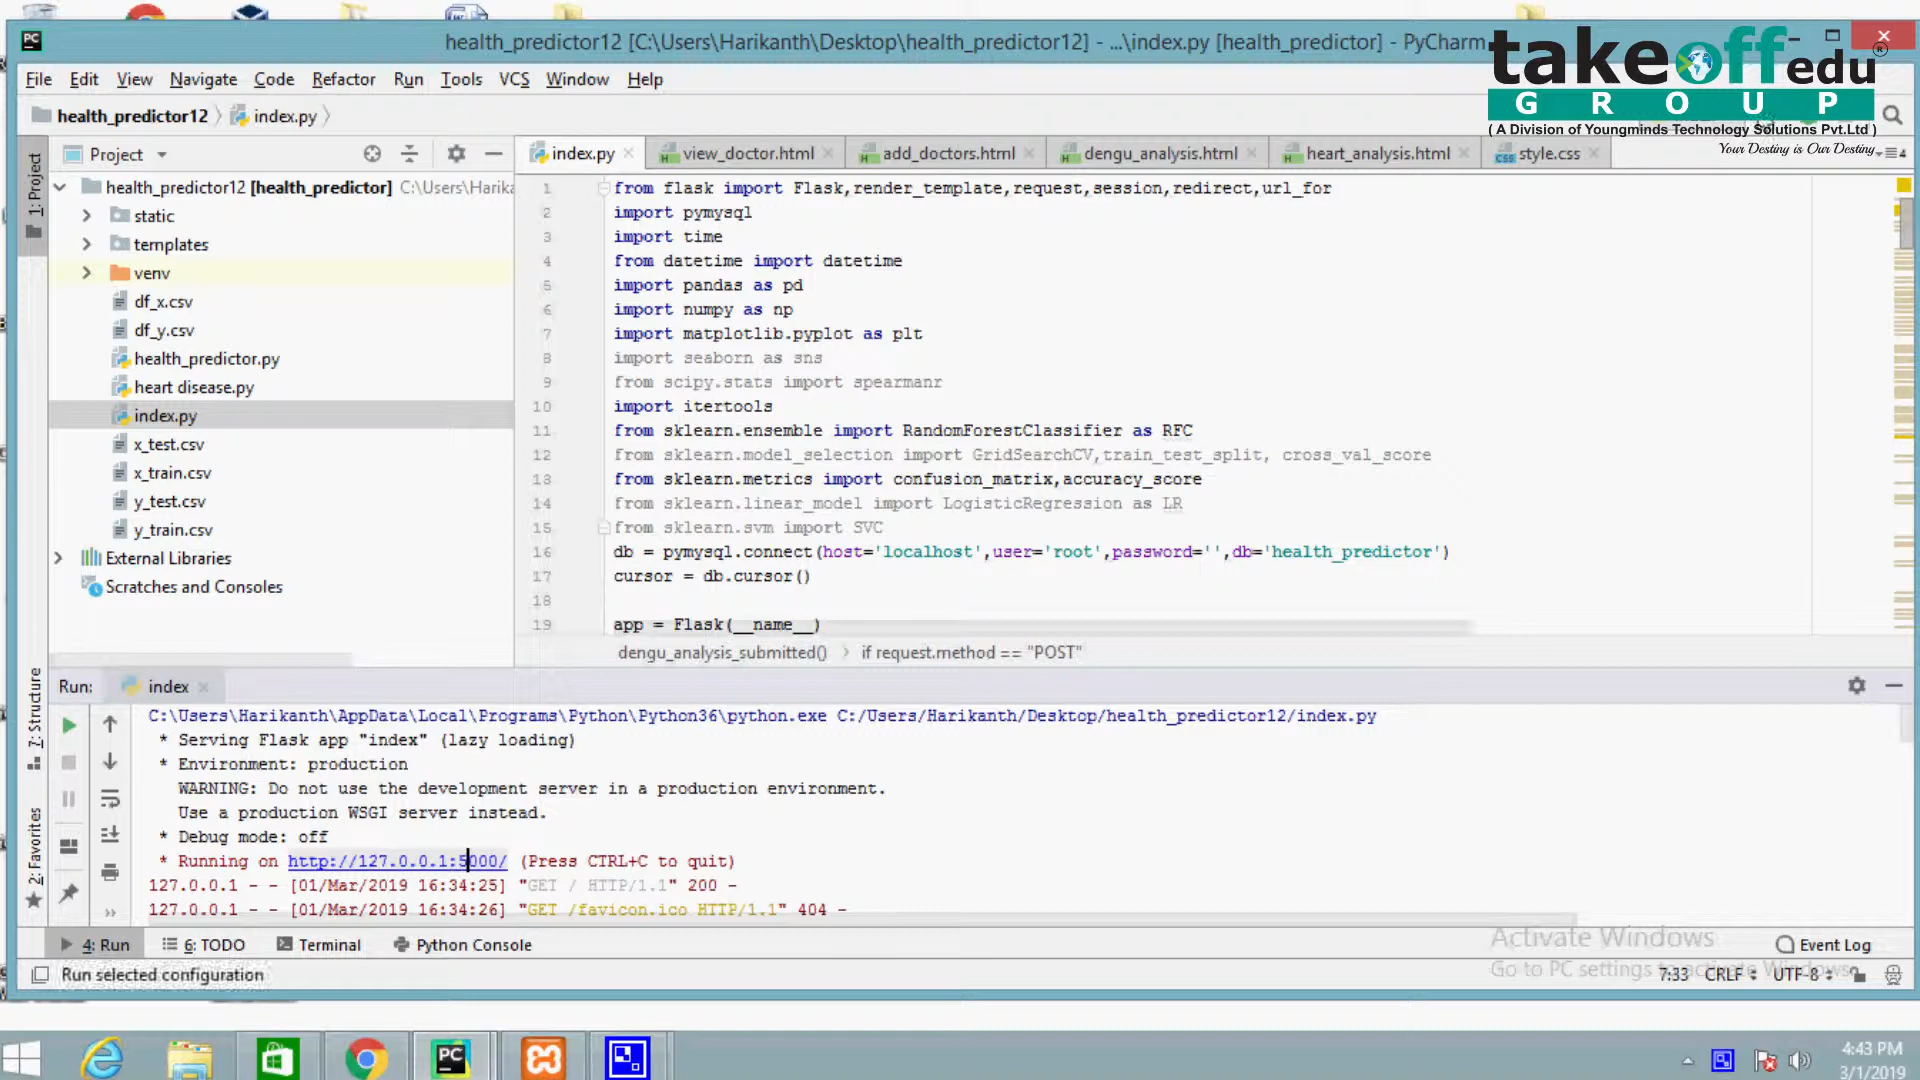 health_predictor12 [C:\Users\Harikanth\Desktop\health_predictor12] - ...\index.py [health_predictor] - PyCharm
takeoffedu
GROUP
( A Division of Youngminds Technology Solutions Pvt.Ltd )
Your Destiny is Our Destiny
File Edit View Navigate Code Refactor Run Tools VCS Window Help
health_predictor12 index.py
Project
index.py view_doctor.html add_doctors.html dengu_analysis.html heart_analysis.html style.css 4
1: Project
7: Structure
2: Favorites
health_predictor12 [health_predictor] C:\Users\Harika
static
templates
venv
df_x.csv
df_y.csv
health_predictor.py
heart disease.py
index.py
x_test.csv
x_train.csv
y_test.csv
y_train.csv
External Libraries
Scratches and Consoles
1 from flask import Flask,render_template,request,session,redirect,url_for
2 import pymysql
3 import time
4 from datetime import datetime
5 import pandas as pd
6 import numpy as np
7 import matplotlib.pyplot as plt
8 import seaborn as sns
9 from scipy.stats import spearmanr
10 import itertools
11 from sklearn.ensemble import RandomForestClassifier as RFC
12 from sklearn.model_selection import GridSearchCV,train_test_split, cross_val_score
13 from sklearn.metrics import confusion_matrix,accuracy_score
14 from sklearn.linear_model import LogisticRegression as LR
15 from sklearn.svm import SVC
16 db = pymysql.connect(host='localhost',user='root',password='',db='health_predictor')
17 cursor = db.cursor()
18
19 app = Flask(__name__)
dengu_analysis_submitted() if request.method == "POST"
Run: index
C:\Users\Harikanth\AppData\Local\Programs\Python\Python36\python.exe C:/Users/Harikanth/Desktop/health_predictor12/index.py
* Serving Flask app "index" (lazy loading)
* Environment: production
WARNING: Do not use the development server in a production environment.
Use a production WSGI server instead.
* Debug mode: off
* Running on http://127.0.0.1:5000/ (Press CTRL+C to quit)
127.0.0.1 - - [01/Mar/2019 16:34:25] "GET / HTTP/1.1" 200 -
127.0.0.1 - - [01/Mar/2019 16:34:26] "GET /favicon.ico HTTP/1.1" 404 -
4: Run 6: TODO Terminal Python Console Event Log
Activate Windows
Go to PC settings to activate Windows.
Run selected configuration 7:33 CRLF UTF-8
4:43 PM
3/1/2019